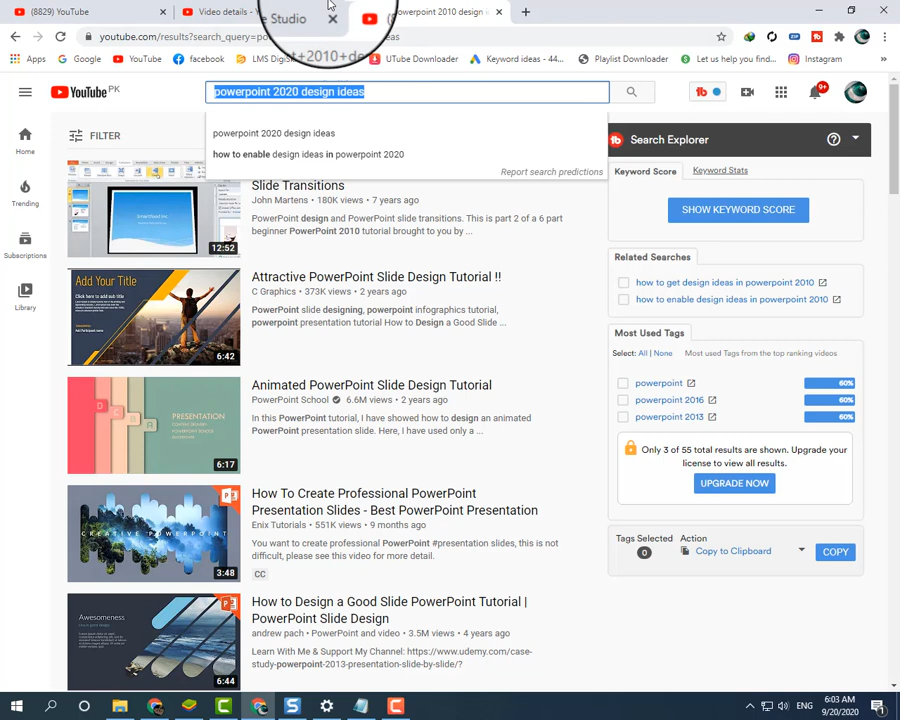 (8829) YouTube
Video details -
e Studio
powerpoint 2010 design i
youtube.com/results?search_query=po
t+2010+de
eas
Apps
Google
YouTube
facebook
LMS Digi
UTube Downloader
Keyword ideas - 44...
Playlist Downloader
Let us help you find...
Instagram
YouTube PK
powerpoint 2020 design ideas
9+
powerpoint 2020 design ideas
how to enable design ideas in powerpoint 2020
Report search predictions
FILTER
Home
Trending
Subscriptions
Library
Slide Transitions
John Martens • 180K views • 7 years ago
PowerPoint design and PowerPoint slide transitions. This is part 2 of a 6 part
beginner PowerPoint 2010 tutorial brought to you by ...
12:52
Attractive PowerPoint Slide Design Tutorial !!
C Graphics • 373K views • 2 years ago
PowerPoint slide designing, powerpoint infographics tutorial,
powerpoint presentation tutorial How to Design a Good Slide ...
Add Your Title
6:42
Animated PowerPoint Slide Design Tutorial
PowerPoint School • 6.6M views • 2 years ago
In this PowerPoint tutorial, I have showed how to design an animated
PowerPoint presentation slide. Here, I have used only a ...
D C B A
PRESENTATION
6:17
How To Create Professional PowerPoint
Presentation Slides - Best PowerPoint Presentation
Enix Tutorials • 551K views • 9 months ago
You want to create professional PowerPoint #presentation slides, this is not
difficult, please see this video for more detail.
CC
CREATIVE POWERPOINT
3:48
How to Design a Good Slide PowerPoint Tutorial |
PowerPoint Slide Design
andrew pach • PowerPoint and video • 3.5M views • 4 years ago
Learn With Me & Support My Channel: https://www.udemy.com/case-
study-powerpoint-2013-presentation-slide-by-slide/?
Awesomeness
6:44
Search Explorer
Keyword Score
Keyword Stats
SHOW KEYWORD SCORE
Related Searches
how to get design ideas in powerpoint 2010
how to enable design ideas in powerpoint 2010
Most Used Tags
Select: All | None
Most used Tags from the top ranking videos
powerpoint
60%
powerpoint 2016
60%
powerpoint 2013
60%
Only 3 of 55 total results are shown. Upgrade your
license to view all results.
UPGRADE NOW
Tags Selected
0
Action
Copy to Clipboard
COPY
ENG
6:03 AM
9/20/2020